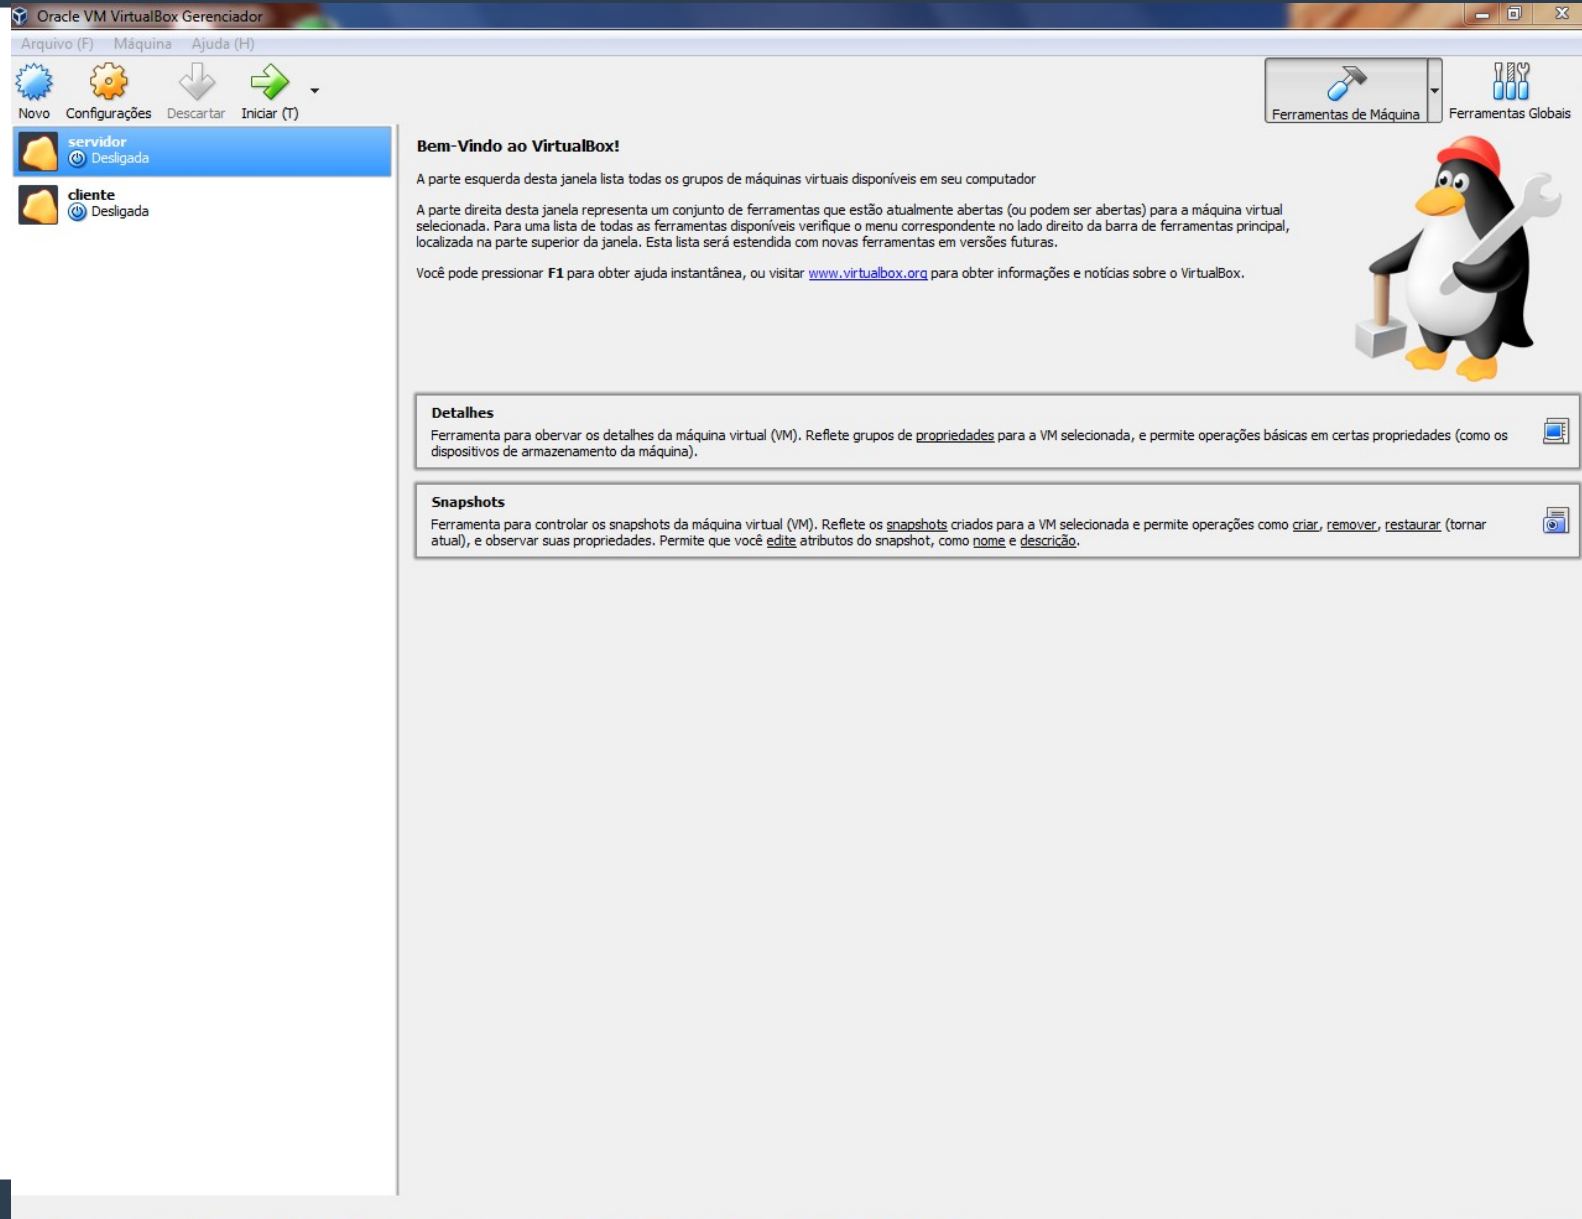 Oracle VM VirtualBox Gerenciador
Arquivo (F) Máquina Ajuda (H)
Novo Configurações Descartar Iniciar (T) Ferramentas de Máquina Ferramentas Globais
servidor
Desligada
cliente
Desligada
Bem-Vindo ao VirtualBox!
A parte esquerda desta janela lista todas os grupos de máquinas virtuais disponíveis em seu computador
A parte direita desta janela representa um conjunto de ferramentas que estão atualmente abertas (ou podem ser abertas) para a máquina virtual
selecionada. Para uma lista de todas as ferramentas disponíveis verifique o menu correspondente no lado direito da barra de ferramentas principal,
localizada na parte superior da janela. Esta lista será estendida com novas ferramentas em versões futuras.
Você pode pressionar F1 para obter ajuda instantânea, ou visitar www.virtualbox.org para obter informações e notícias sobre o VirtualBox.
Detalhes
Ferramenta para obervar os detalhes da máquina virtual (VM). Reflete grupos de propriedades para a VM selecionada, e permite operações básicas em certas propriedades (como os
dispositivos de armazenamento da máquina).
Snapshots
Ferramenta para controlar os snapshots da máquina virtual (VM). Reflete os snapshots criados para a VM selecionada e permite operações como criar, remover, restaurar (tornar
atual), e observar suas propriedades. Permite que você edite atributos do snapshot, como nome e descrição.